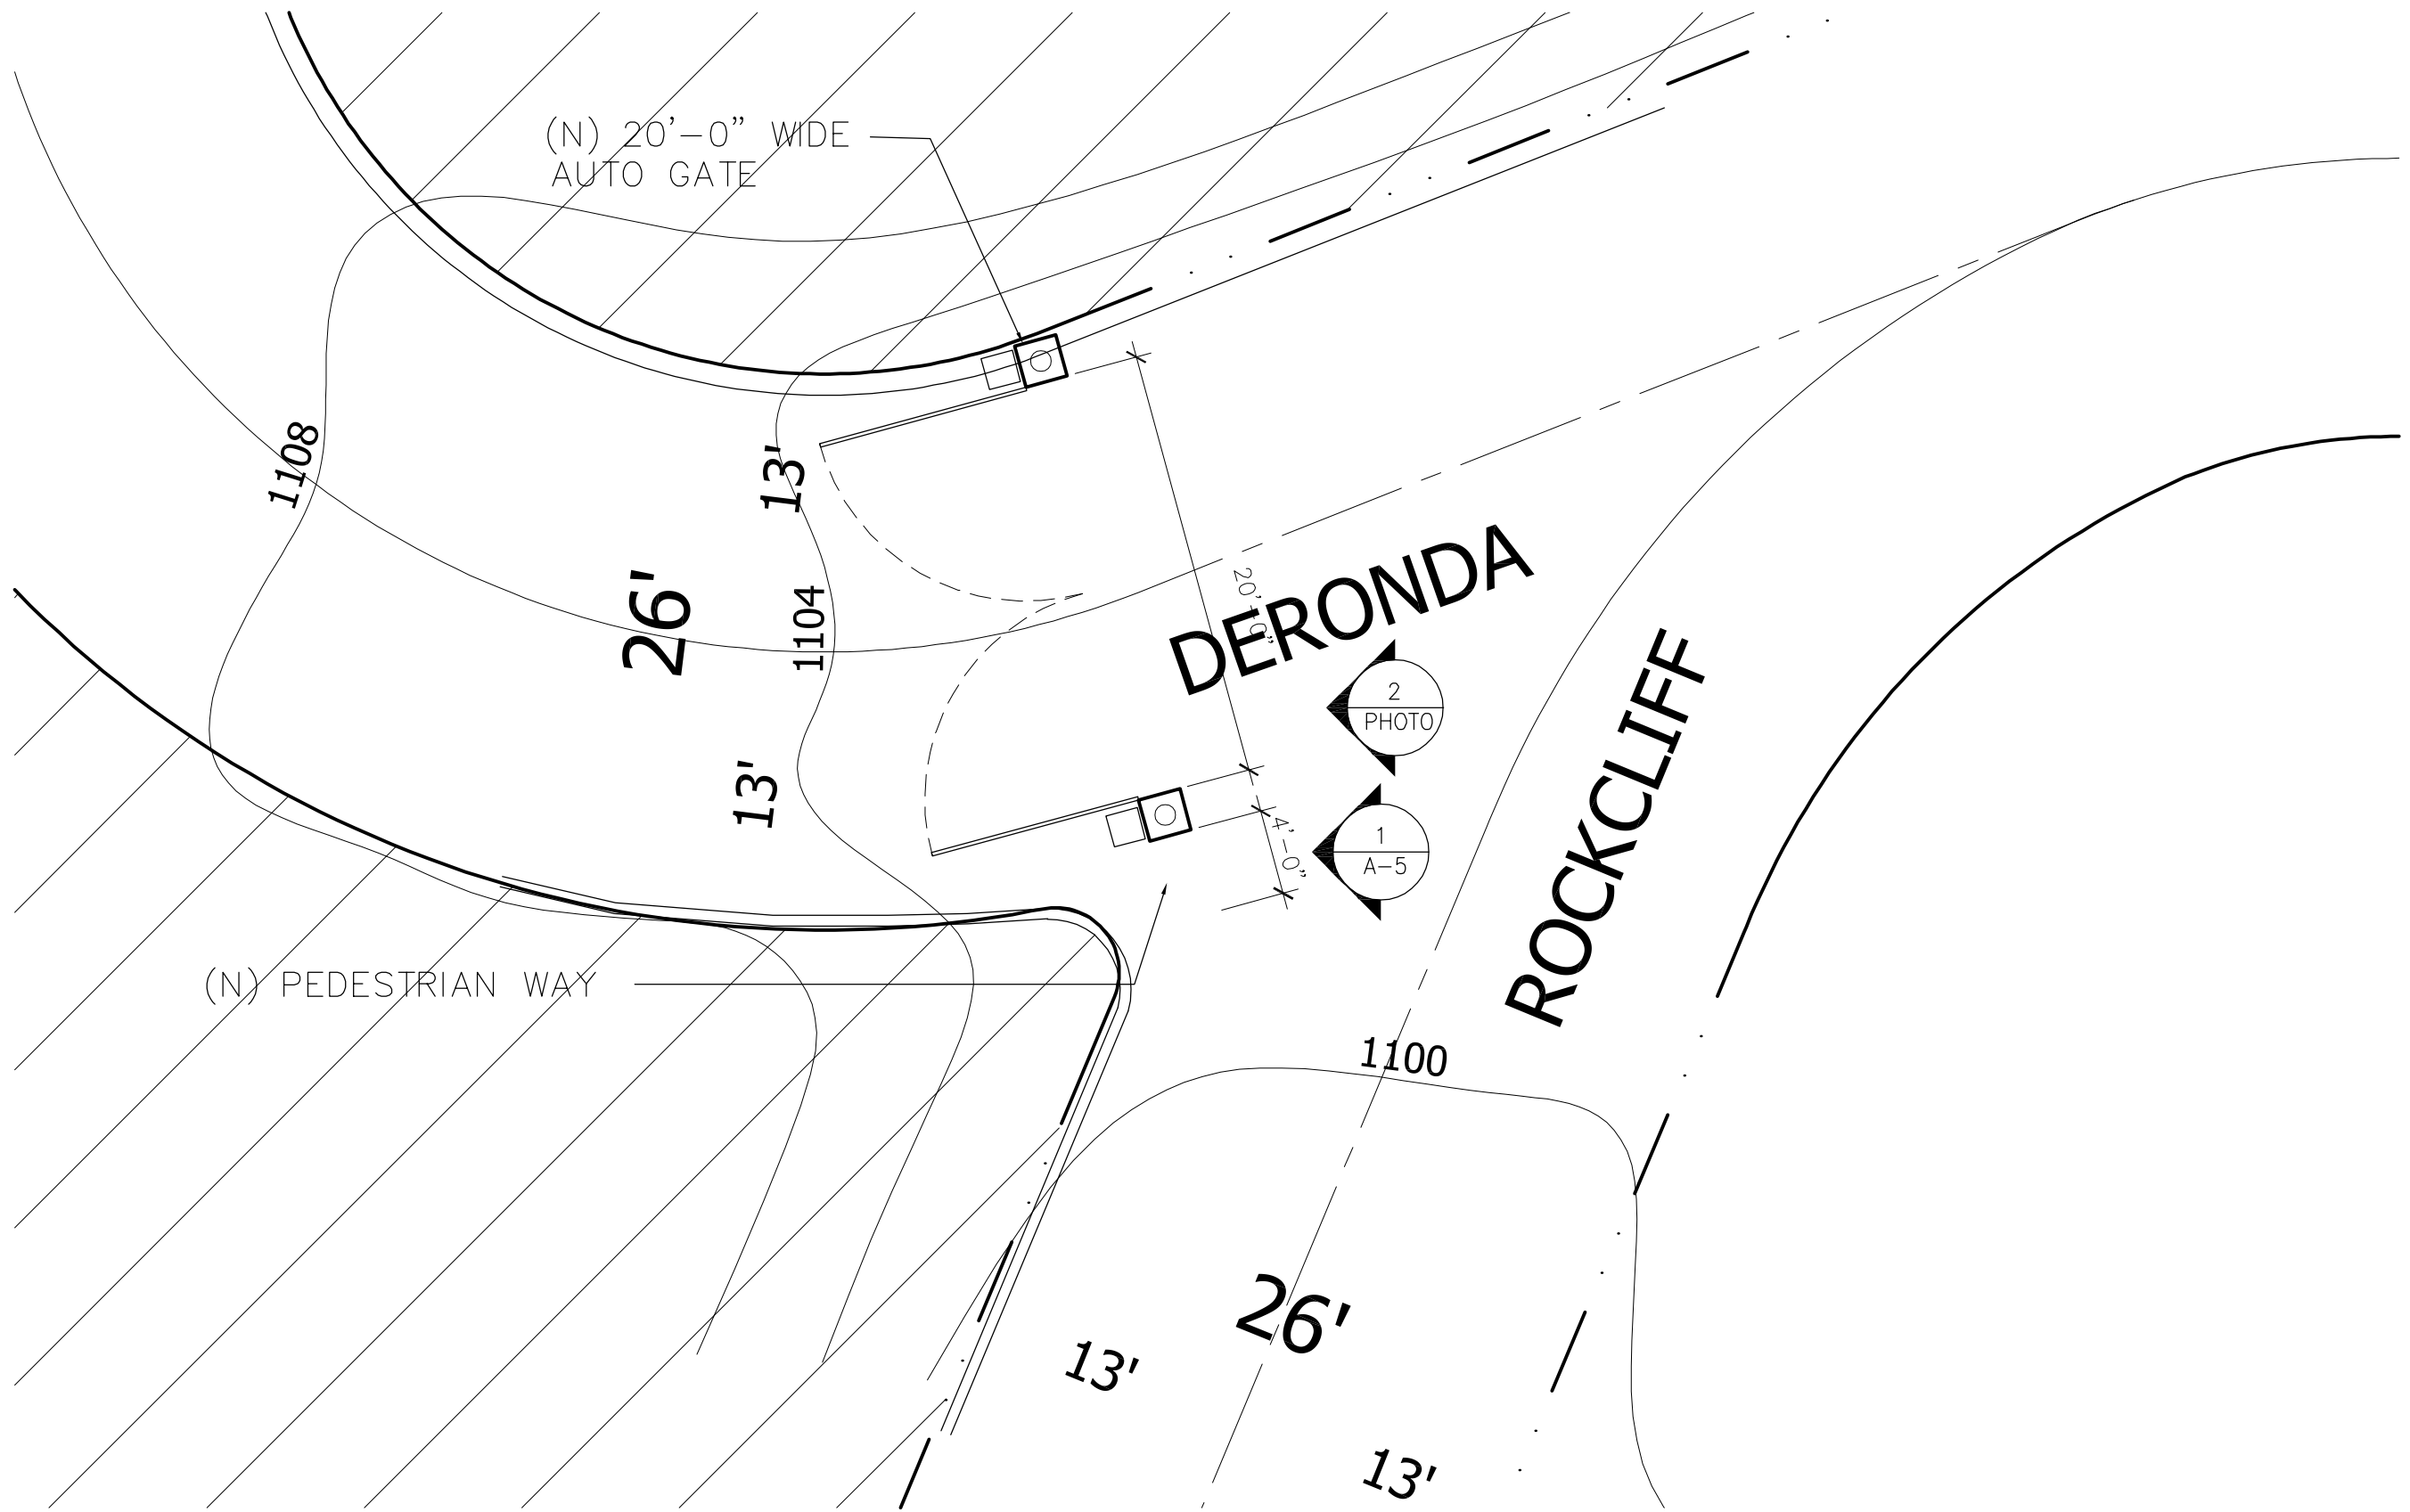 (N) 20'-0" WIDE
AUTO GATE
1108
13'
26'
1104
20'-0"
DERONDA
2
PHOTO
13'
4'-0"
1
A-5
ROCKCLIFF
(N) PEDESTRIAN WAY
1100
26'
13'
13'